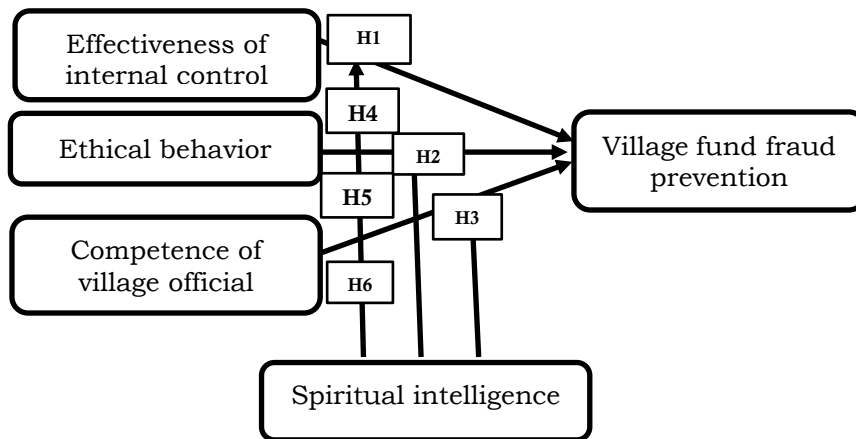 Effectiveness of
internal control
H1
H4
Ethical behavior
H2
H5
Village fund fraud
prevention
H3
Competence of
village official
H6
Spiritual intelligence